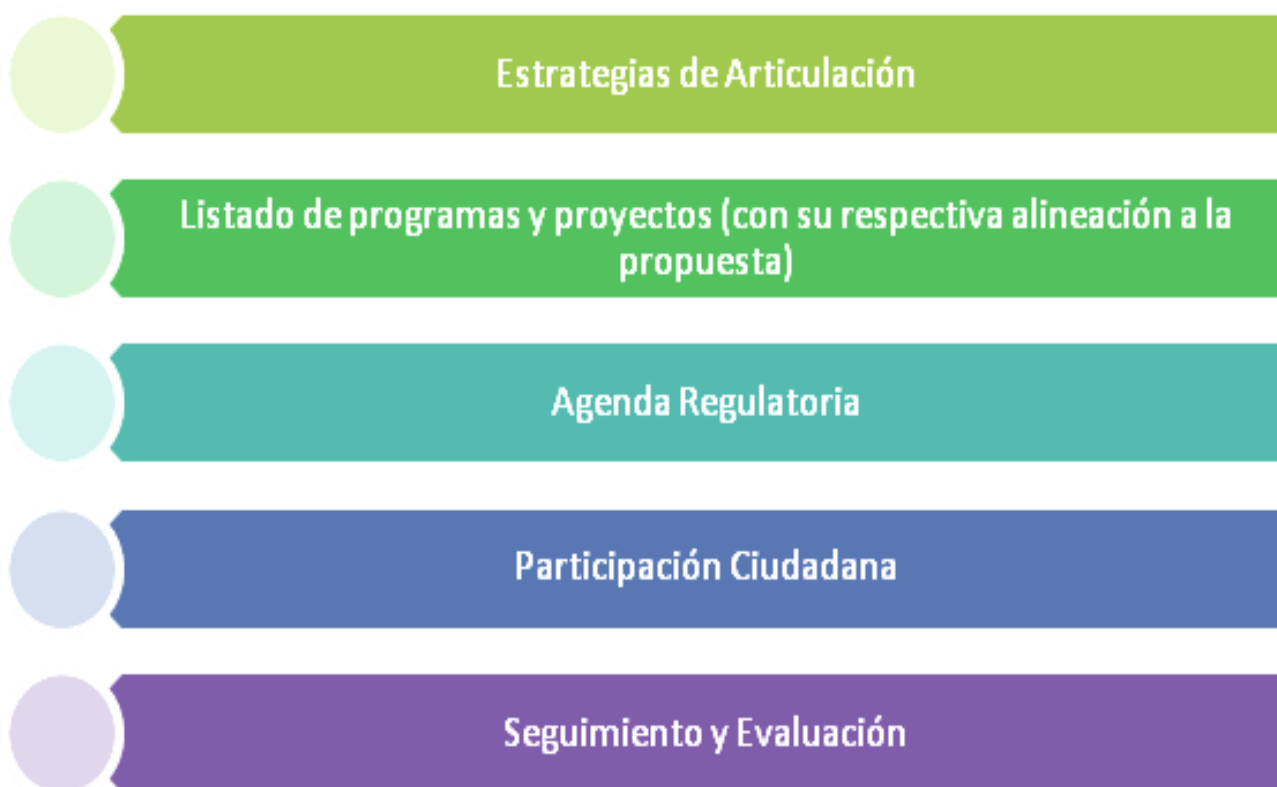 Estrategias de Articulación
Listado de programas y proyectos (con su respectiva alineación a la
propuesta)
Agenda Regulatoria
Participación Ciudadana
Seguimiento y Evaluación